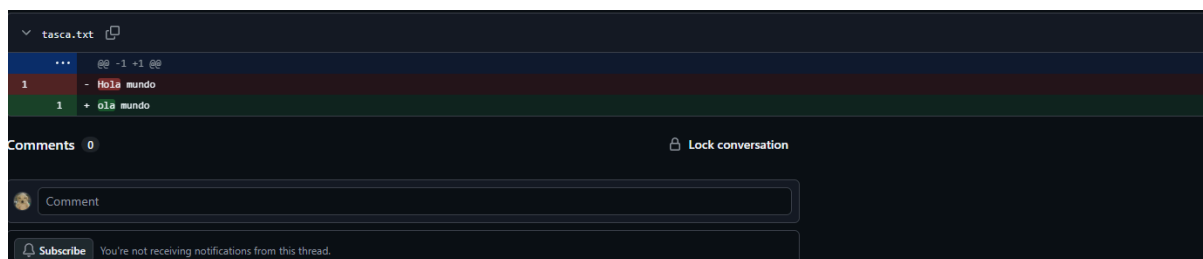 tasca.txt
... @@ -1 +1 @@
1 - Hola mundo
1 + ola mundo
Comments 0
Lock conversation
Comment
Subscribe You're not receiving notifications from this thread.